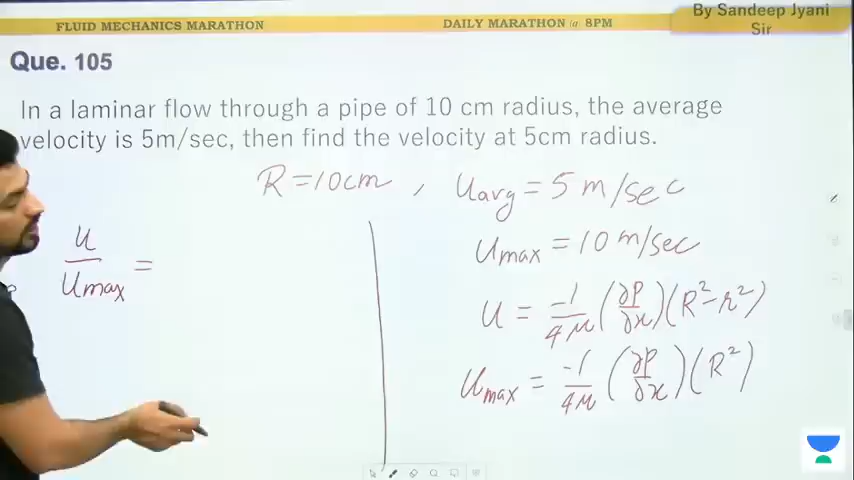 FLUID MECHANICS MARATHON
DAILY MARATHON @ 8PM
By Sandeep Jyani
Sir
Que. 105
In a laminar flow through a pipe of 10 cm radius, the average
velocity is 5m/sec, then find the velocity at 5cm radius.
R = 10cm , Uavg = 5 m/sec
Umax = 10 m/sec
U/Umax =
U = -1/4μ (∂P/∂x)(R²-r²)
Umax = -1/4μ (∂P/∂x)(R²)